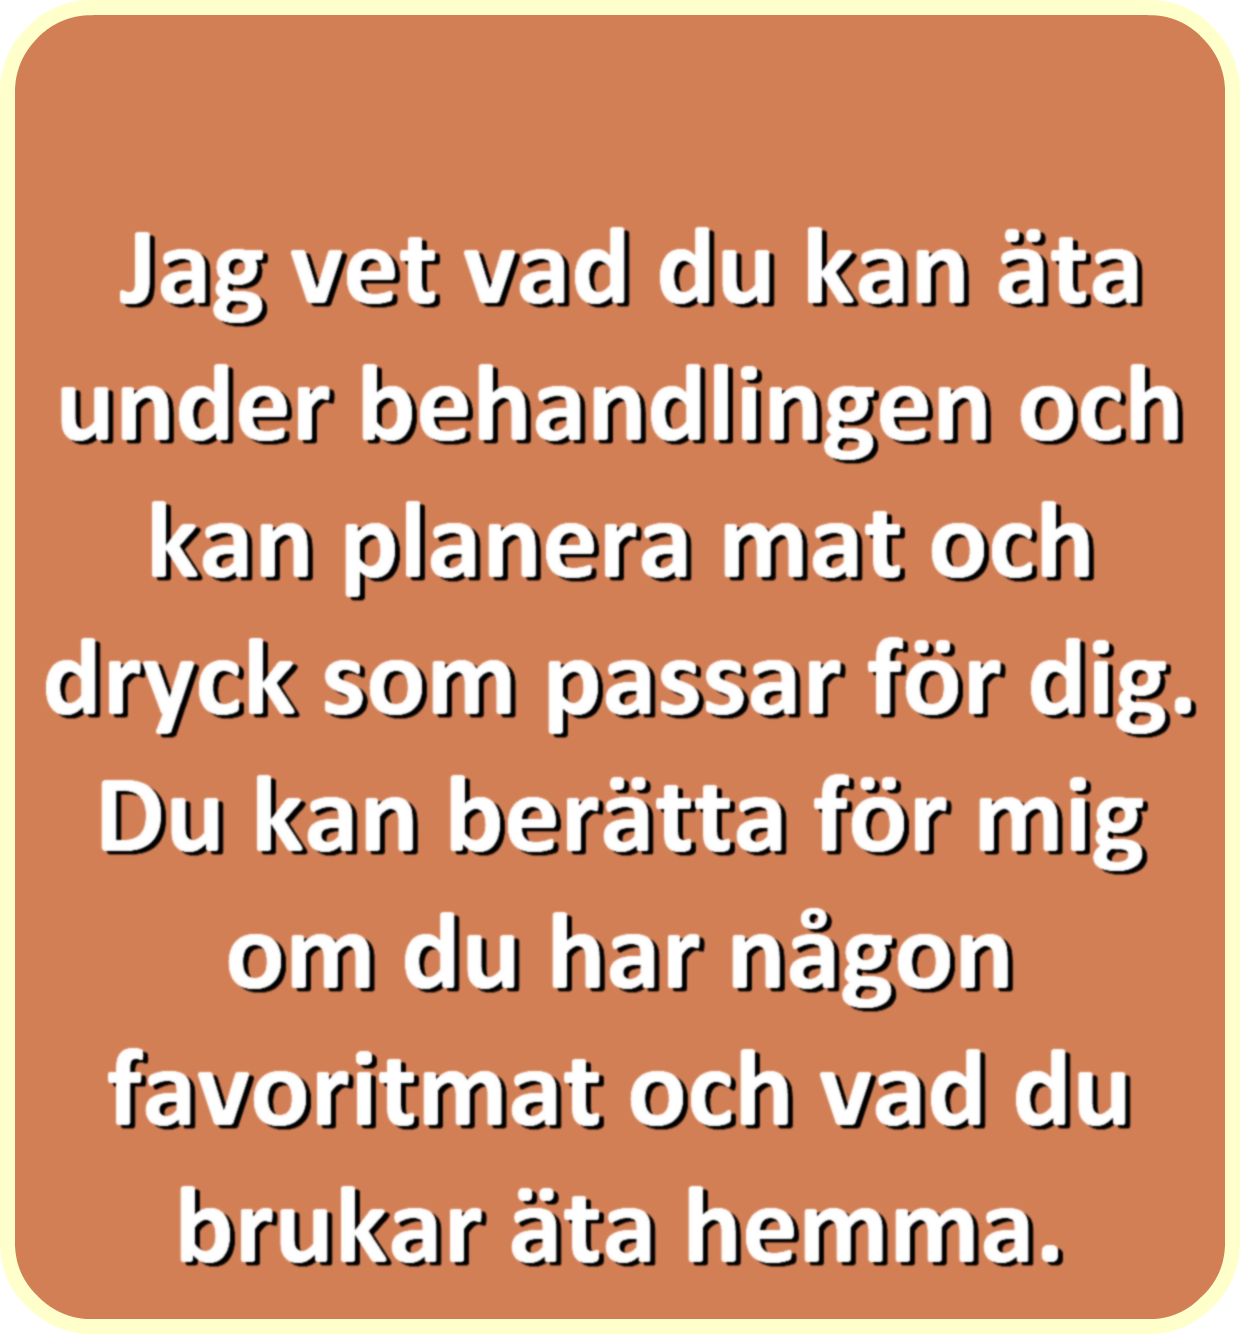 Jag vet vad du kan äta
under behandlingen och
kan planera mat och
dryck som passar för dig.
Du kan berätta för mig
om du har någon
favoritmat och vad du
brukar äta hemma.